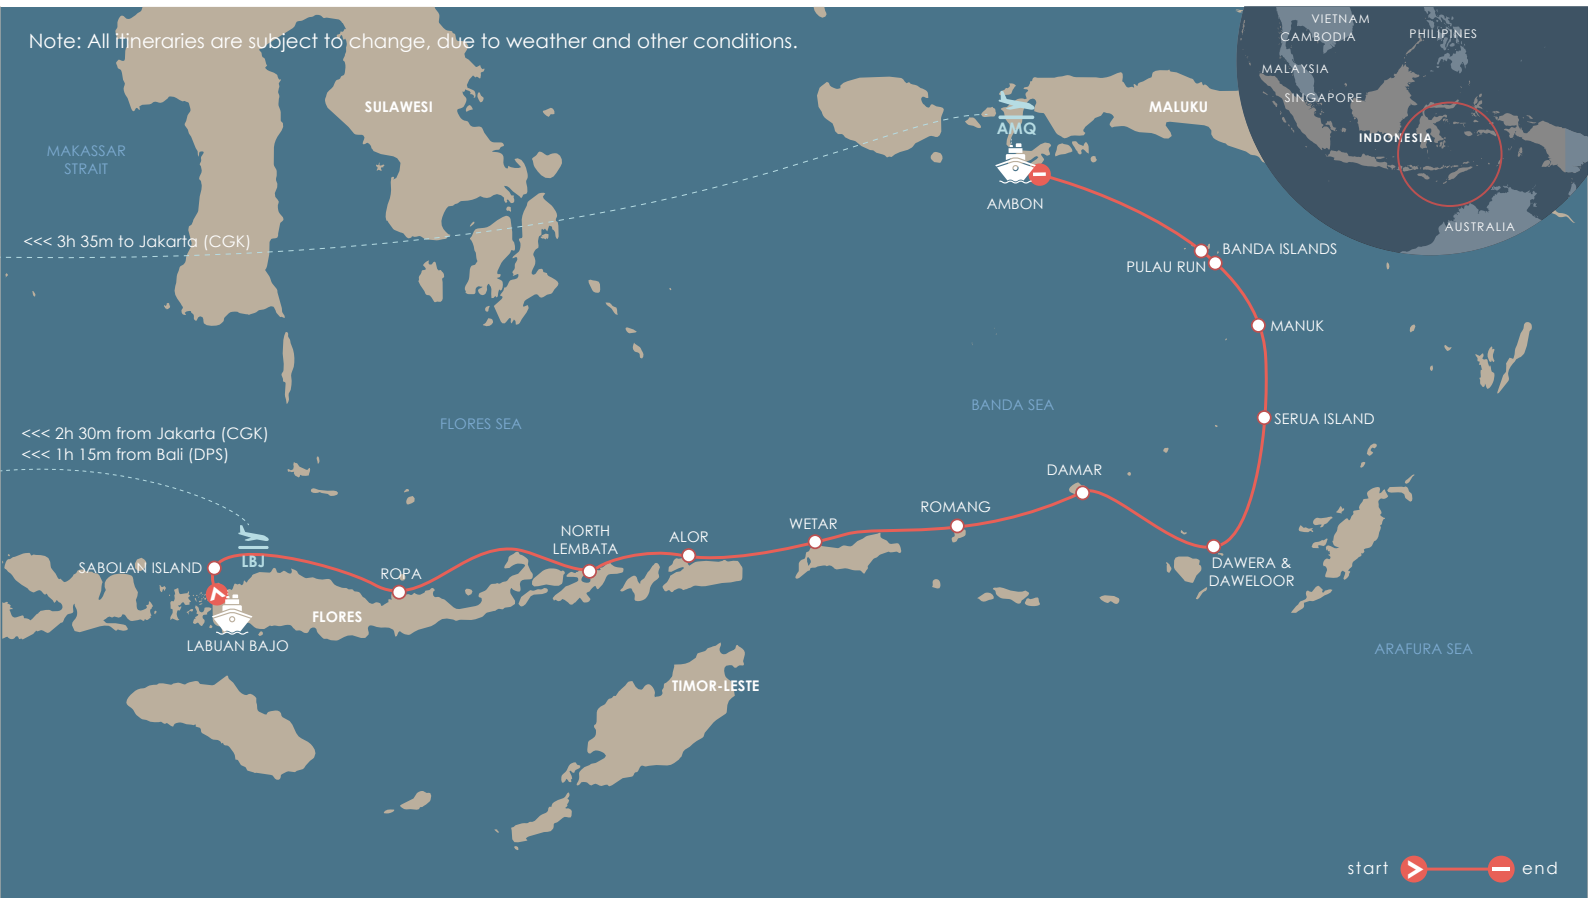 Note: All itineraries are subject to change, due to weather and other conditions.
VIETNAM
CAMBODIA
PHILIPINES
MALAYSIA
SINGAPORE
INDONESIA
AUSTRALIA
SULAWESI
MALUKU
MAKASSAR
STRAIT
AMQ
AMBON
<<< 3h 35m to Jakarta (CGK)
BANDA ISLANDS
PULAU RUN
MANUK
BANDA SEA
SERUA ISLAND
FLORES SEA
<<< 2h 30m from Jakarta (CGK)
<<< 1h 15m from Bali (DPS)
DAMAR
ROMANG
WETAR
NORTH
LEMBATA
ALOR
LBJ
SABOLAN ISLAND
ROPA
DAWERA &
DAWELOOR
FLORES
LABUAN BAJO
ARAFURA SEA
TIMOR-LESTE
start
end